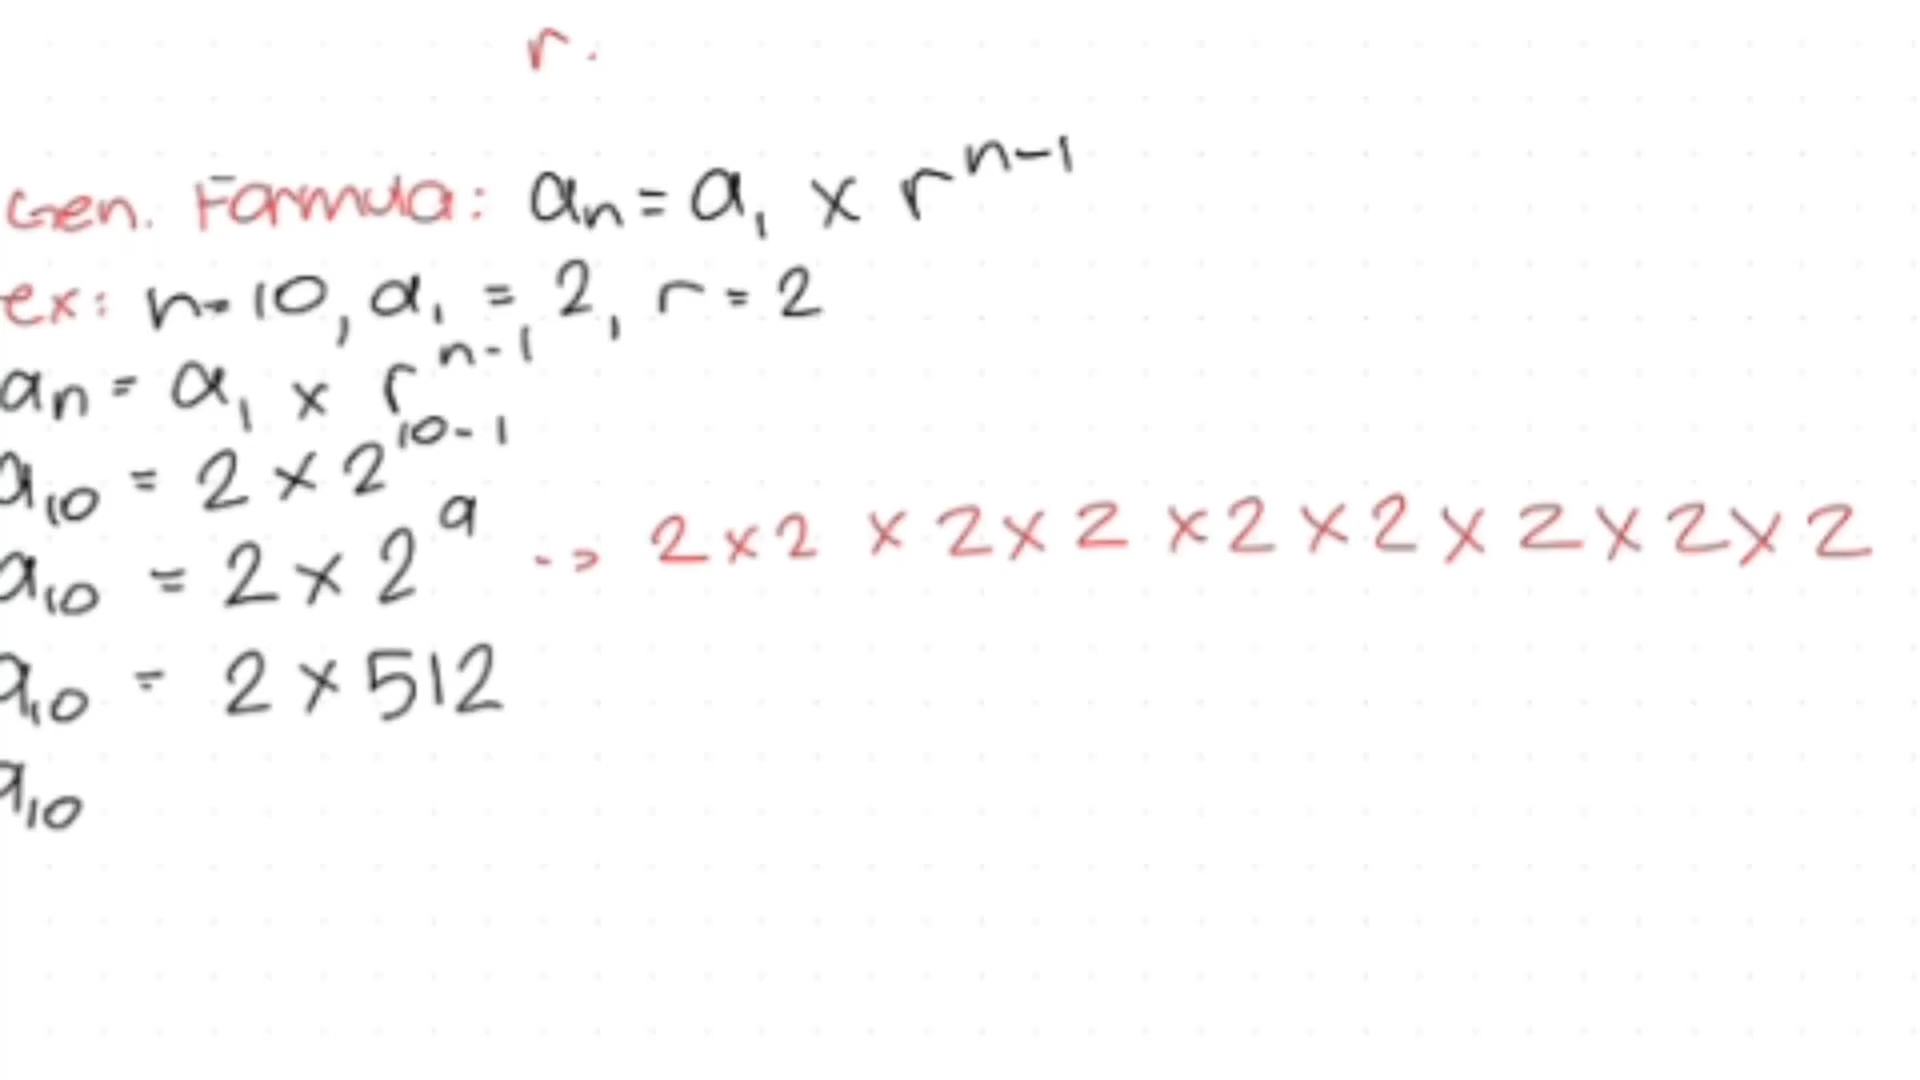 r.
Gen. Formula: aₙ = a₁ × rⁿ⁻¹
ex: n = 10, a₁ = 2, r = 2
aₙ = a₁ × rⁿ⁻¹
a₁₀ = 2 × 2¹⁰⁻¹
a₁₀ = 2 × 2⁹ -> 2 × 2 × 2 × 2 × 2 × 2 × 2 × 2 × 2
a₁₀ = 2 × 512
a₁₀